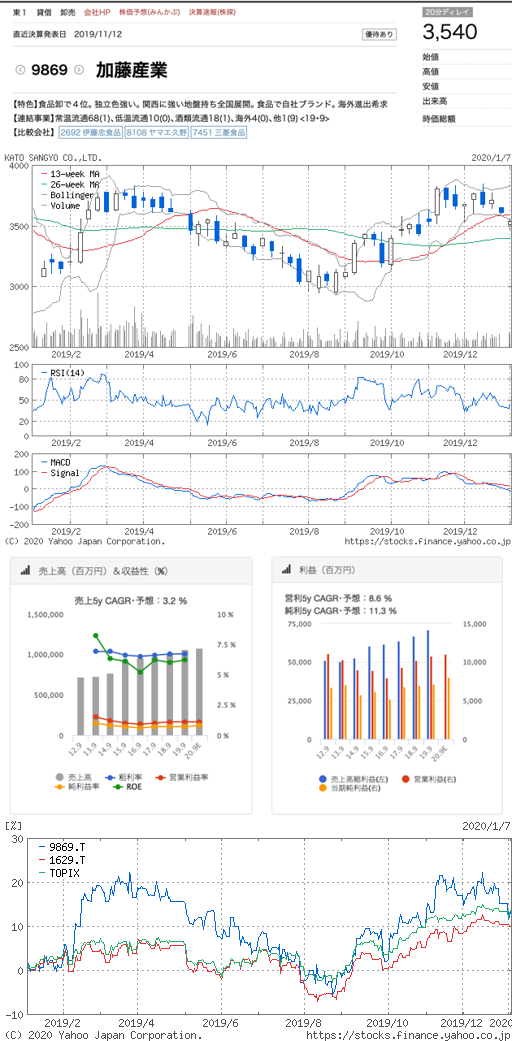 東1 貸借 卸売 会社HP 株価予想(みんかぶ) 決算速報(株探)
20分ディレイ
3,540
直近決算発表日 2019/11/12
優待あり
9869 加藤産業
始値
高値
安値
出来高
時価総額
【特色】食品卸で4位。独立色強い。関西に強い地盤持ち全国展開。食品で自社ブランド。海外進出希求
【連結事業】常温流通68(1)、低温流通10(0)、酒類流通18(1)、海外4(0)、他1(9) <19・9>
【比較会社】 2692 伊藤忠食品 8108 ヤマエ久野 7451 三菱食品
KATO SANGYO CO.,LTD.
2020/1/7
4000
3500
3000
2500
13-week MA
26-week MA
Bollinger
Volume
2019/2 2019/4 2019/6 2019/8 2019/10 2019/12
100
80
50
20
0
RSI(14)
2019/2 2019/4 2019/6 2019/8 2019/10 2019/12
200
100
0
-100
-200
MACD
Signal
2019/2 2019/4 2019/6 2019/8 2019/10 2019/12
(C) 2020 Yahoo Japan Corporation. https://stocks.finance.yahoo.co.jp
売上高（百万円）＆収益性（%）
売上5y CAGR・予想：3.2 %
1,500,000
1,000,000
500,000
0
10 %
7.5 %
5 %
2.5 %
0 %
12.9 13.9 14.9 15.9 16.9 17.9 18.9 19.9 20.9E
売上高 粗利率 営業利益率
純利益率 ROE
利益（百万円）
営利5y CAGR・予想：8.6 %
純利5y CAGR・予想：11.3 %
75,000
50,000
25,000
0
15,000
10,000
5,000
0
12.9 13.9 14.9 15.9 16.9 17.9 18.9 19.9 20.9E
売上高総利益(左) 営業利益(右)
当期純利益(右)
[%]
2020/1/7
30
20
10
0
-10
9869.T
1629.T
TOPIX
2019/2 2019/4 2019/6 2019/8 2019/10 2019/12 2020
(C) 2020 Yahoo Japan Corporation. https://stocks.finance.yahoo.co.jp